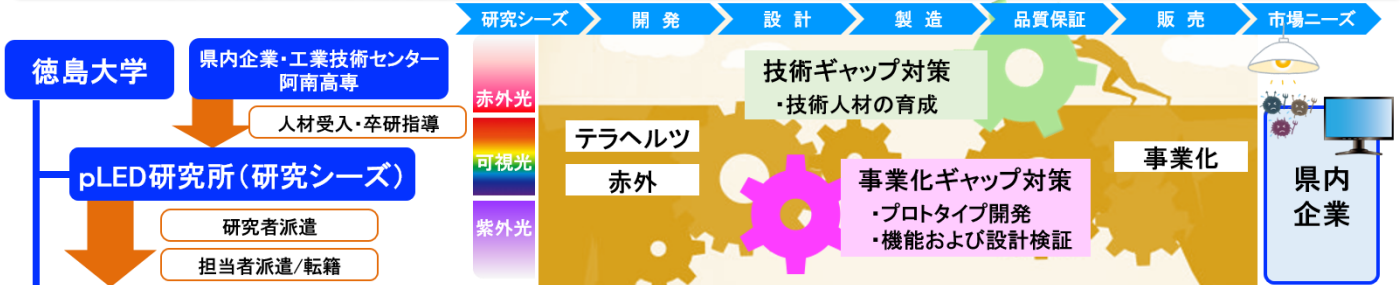 研究シーズ
開発
設計
製造
品質保証
販売
市場ニーズ
徳島大学
県内企業・工業技術センター
阿南高専
人材受入・卒研指導
pLED研究所(研究シーズ)
研究者派遣
担当者派遣/転籍
赤外光
可視光
紫外光
テラヘルツ
赤外
技術ギャップ対策
・技術人材の育成
事業化ギャップ対策
・プロトタイプ開発
・機能および設計検証
事業化
県内
企業